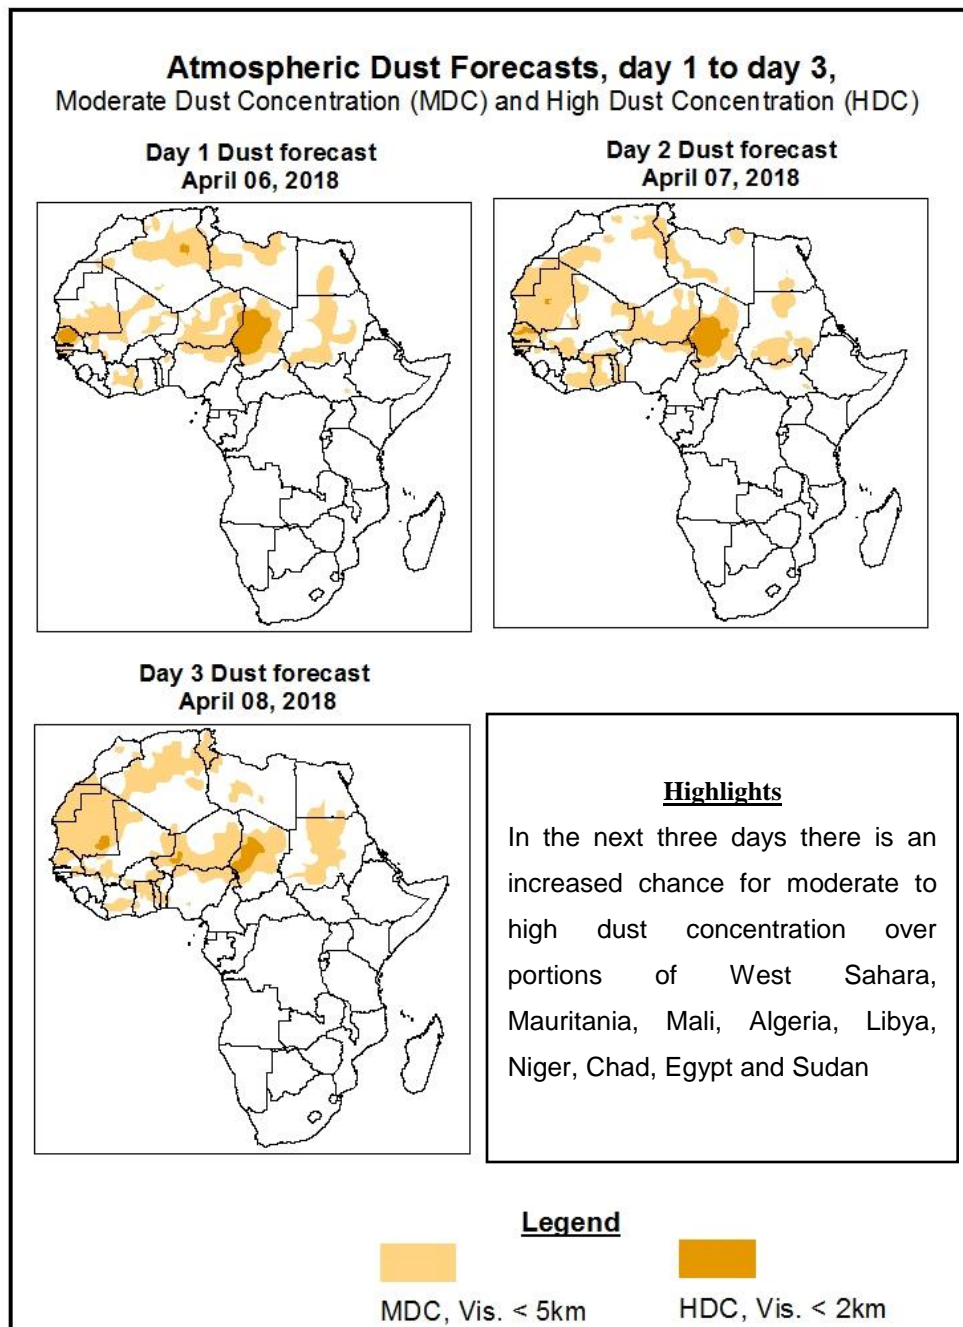 Atmospheric Dust Forecasts, day 1 to day 3,
Moderate Dust Concentration (MDC) and High Dust Concentration (HDC)
Day 1 Dust forecast
April 06, 2018
Day 2 Dust forecast
April 07, 2018
Day 3 Dust forecast
April 08, 2018
Highlights
In the next three days there is an
increased chance for moderate to
high dust concentration over
portions of West Sahara,
Mauritania, Mali, Algeria, Libya,
Niger, Chad, Egypt and Sudan
Legend
MDC, Vis. < 5km
HDC, Vis. < 2km